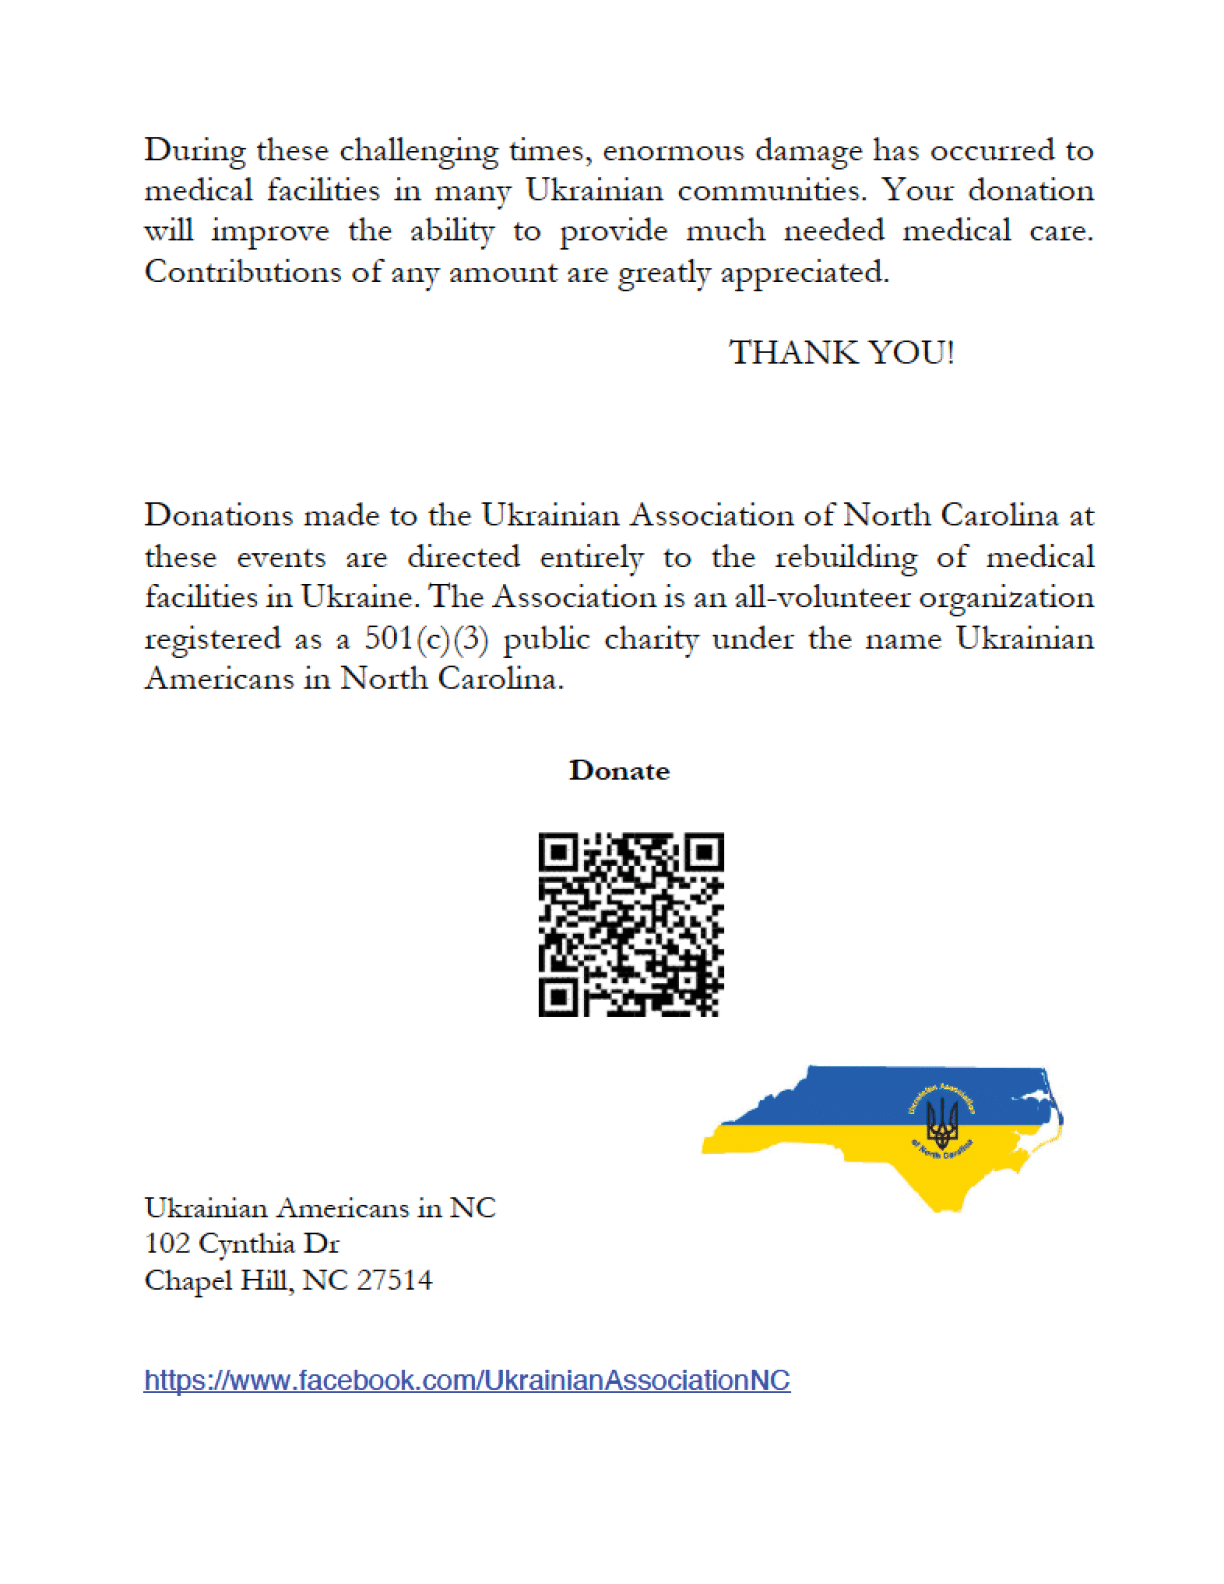 During these challenging times, enormous damage has occurred to
medical facilities in many Ukrainian communities. Your donation
will improve the ability to provide much needed medical care.
Contributions of any amount are greatly appreciated.
THANK YOU!
Donations made to the Ukrainian Association of North Carolina at
these events are directed entirely to the rebuilding of medical
facilities in Ukraine. The Association is an all-volunteer organization
registered as a 501(c)(3) public charity under the name Ukrainian
Americans in North Carolina.
Donate
Ukrainian Association
of North Carolina
Ukrainian Americans in NC
102 Cynthia Dr
Chapel Hill, NC 27514
https://www.facebook.com/UkrainianAssociationNC